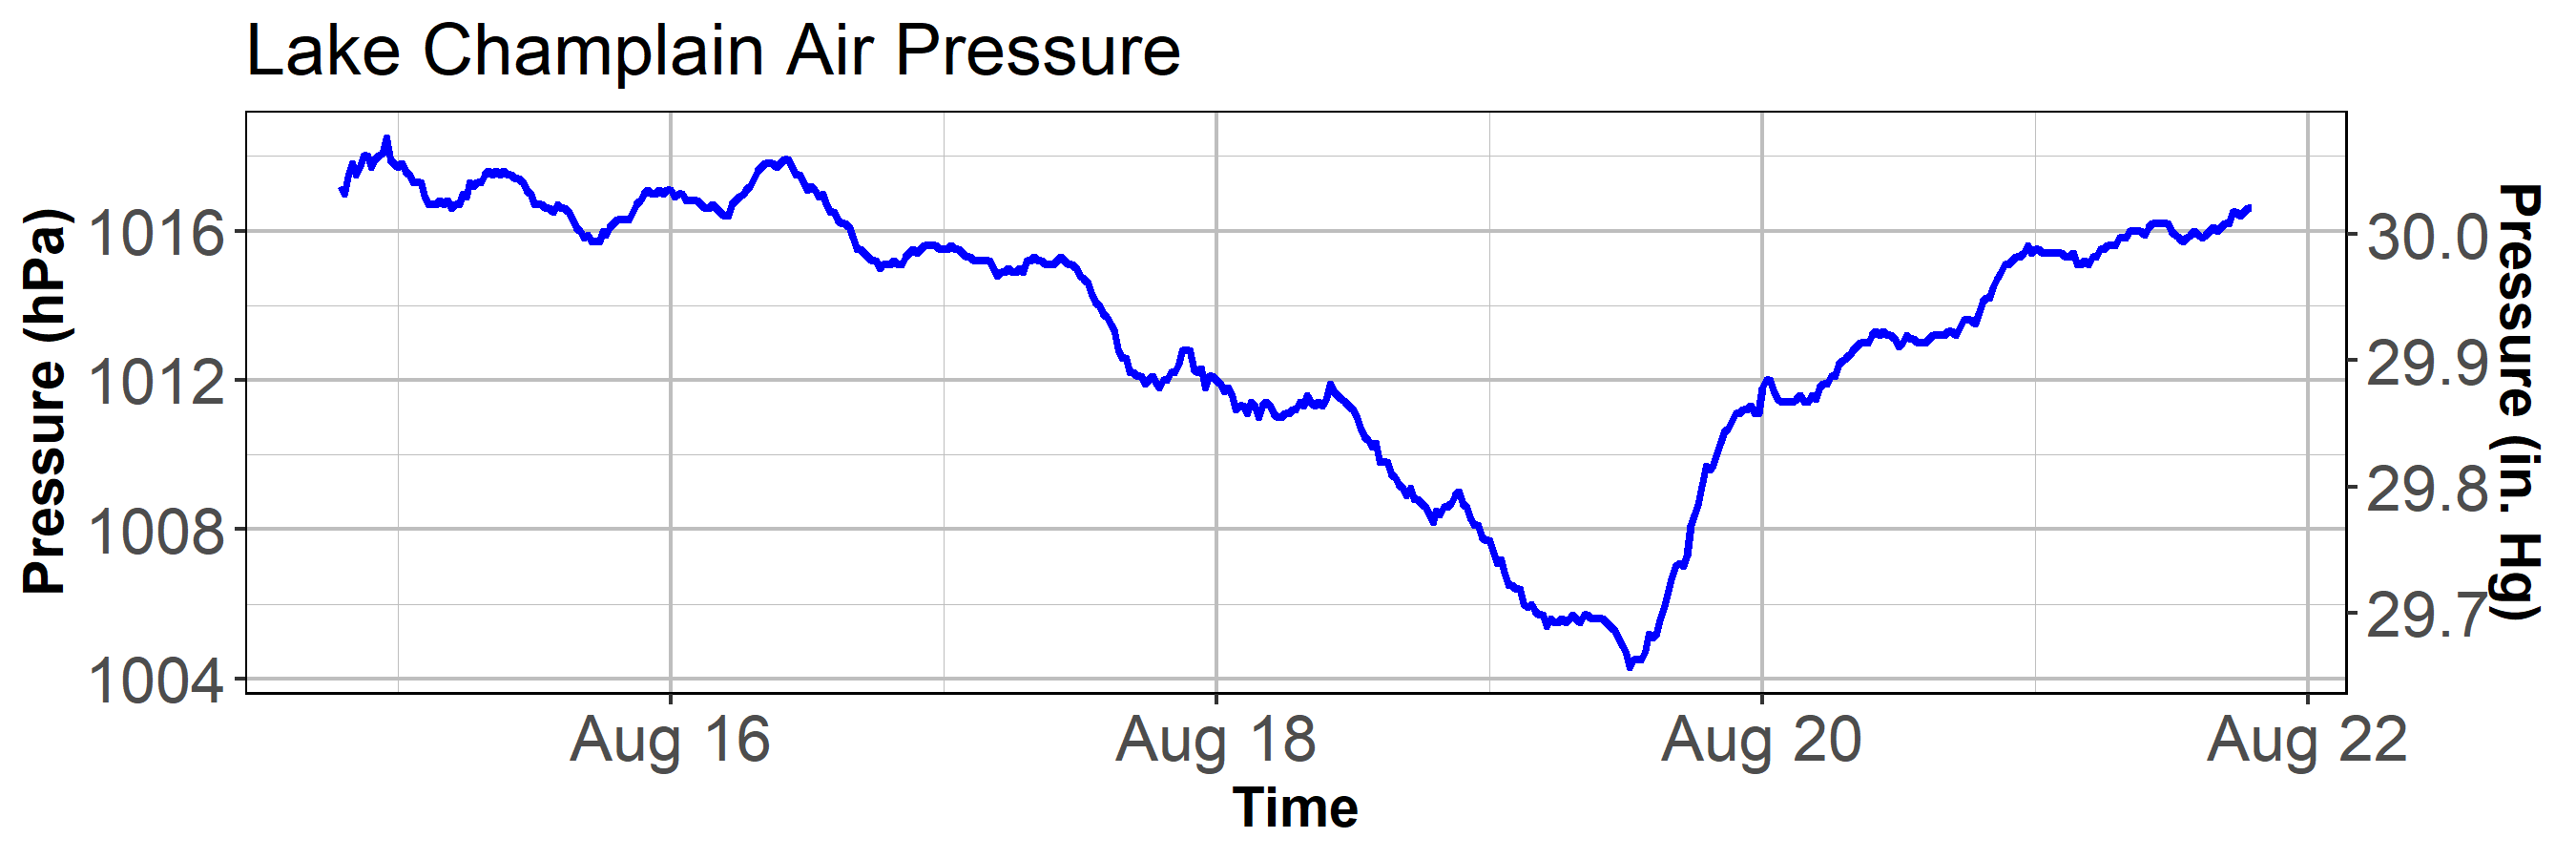 Lake Champlain Air Pressure
Pressure (hPa)
1016
1012
1008
1004
30.0
29.9
29.8
29.7
Pressure (in. Hg)
Aug 16
Aug 18
Aug 20
Aug 22
Time